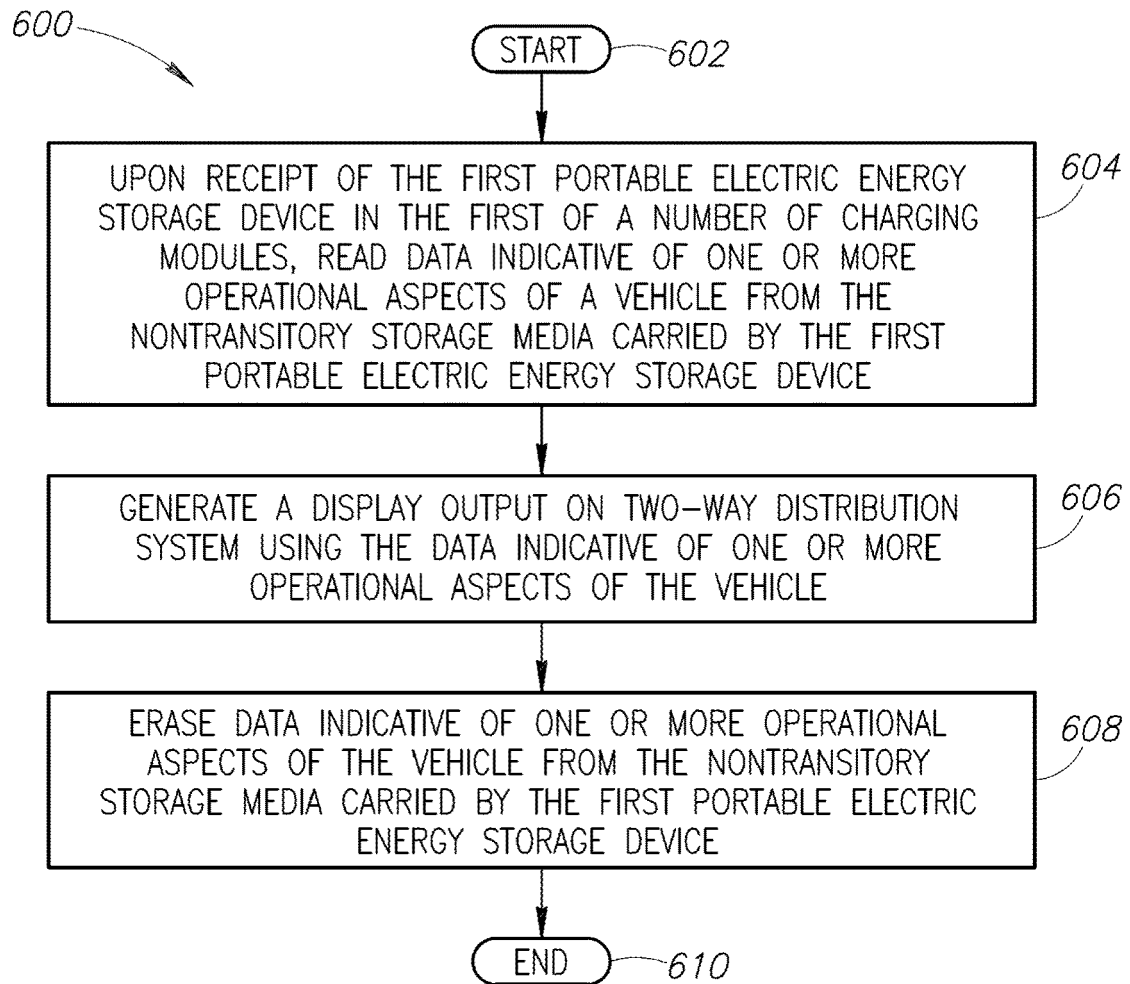 600
START
602
UPON RECEIPT OF THE FIRST PORTABLE ELECTRIC ENERGY
STORAGE DEVICE IN THE FIRST OF A NUMBER OF CHARGING
MODULES, READ DATA INDICATIVE OF ONE OR MORE
OPERATIONAL ASPECTS OF A VEHICLE FROM THE
NONTRANSITORY STORAGE MEDIA CARRIED BY THE FIRST
PORTABLE ELECTRIC ENERGY STORAGE DEVICE
604
GENERATE A DISPLAY OUTPUT ON TWO-WAY DISTRIBUTION
SYSTEM USING THE DATA INDICATIVE OF ONE OR MORE
OPERATIONAL ASPECTS OF THE VEHICLE
606
ERASE DATA INDICATIVE OF ONE OR MORE OPERATIONAL
ASPECTS OF THE VEHICLE FROM THE NONTRANSITORY
STORAGE MEDIA CARRIED BY THE FIRST PORTABLE ELECTRIC
ENERGY STORAGE DEVICE
608
END
610